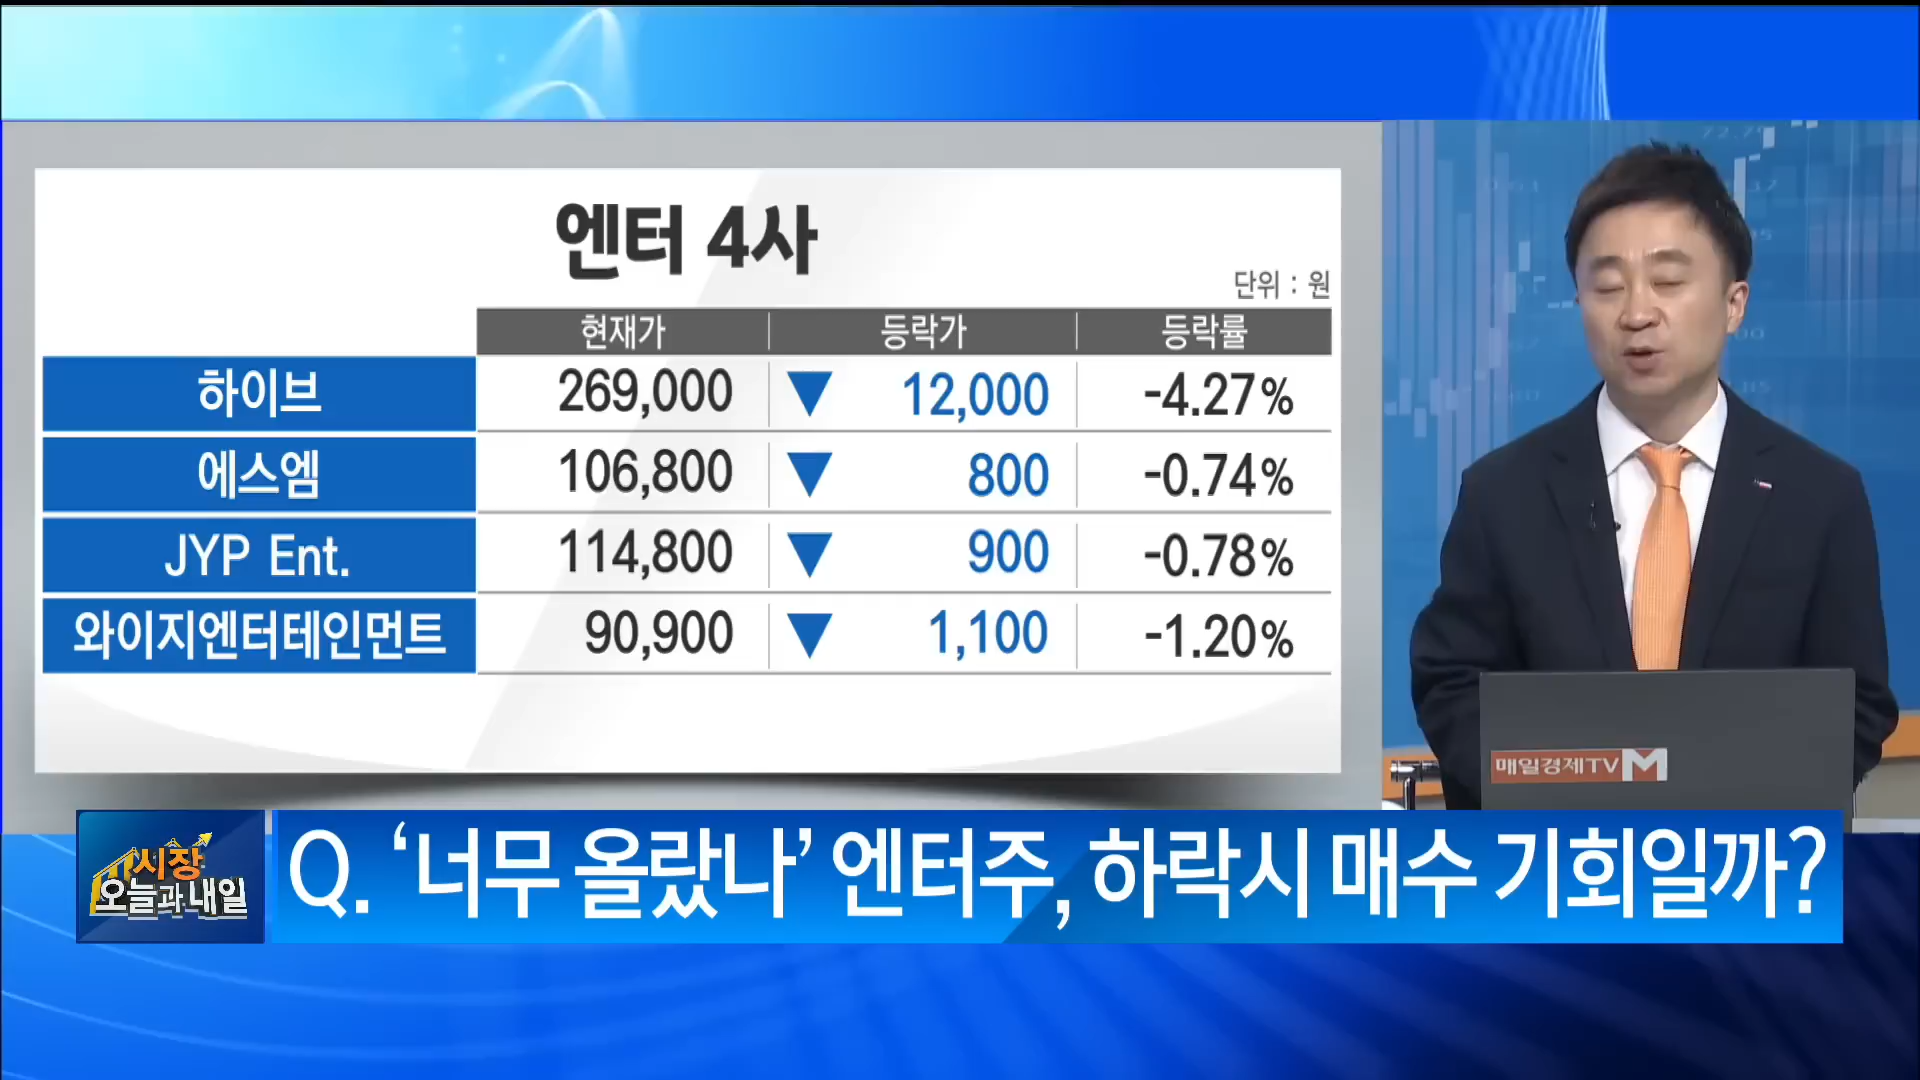 엔터 4사
단위 : 원
현재가 등락가 등락률
하이브 269,000 ▼ 12,000 -4.27%
에스엠 106,800 ▼ 800 -0.74%
JYP Ent. 114,800 ▼ 900 -0.78%
와이지엔터테인먼트 90,900 ▼ 1,100 -1.20%
매일경제TV M
시장
오늘과 내일
Q. ‘너무 올랐나’ 엔터주, 하락시 매수 기회일까?